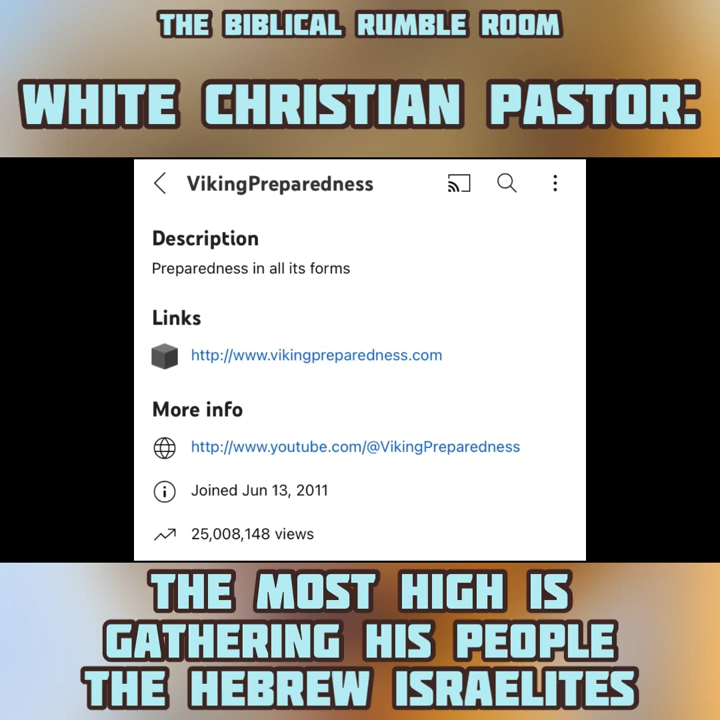 THE BIBLICAL RUMBLE ROOM
WHITE CHRISTIAN PASTOR:
VikingPreparedness
Description
Preparedness in all its forms
Links
http://www.vikingpreparedness.com
More info
http://www.youtube.com/@VikingPreparedness
Joined Jun 13, 2011
25,008,148 views
THE MOST HIGH IS
GATHERING HIS PEOPLE
THE HEBREW ISRAELITES